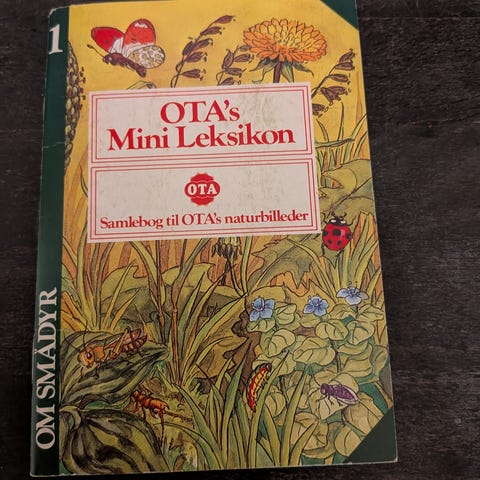 1
OTA's
Mini Leksikon
OTA
Samlebog til OTA's naturbilleder
OM SMÅDYR